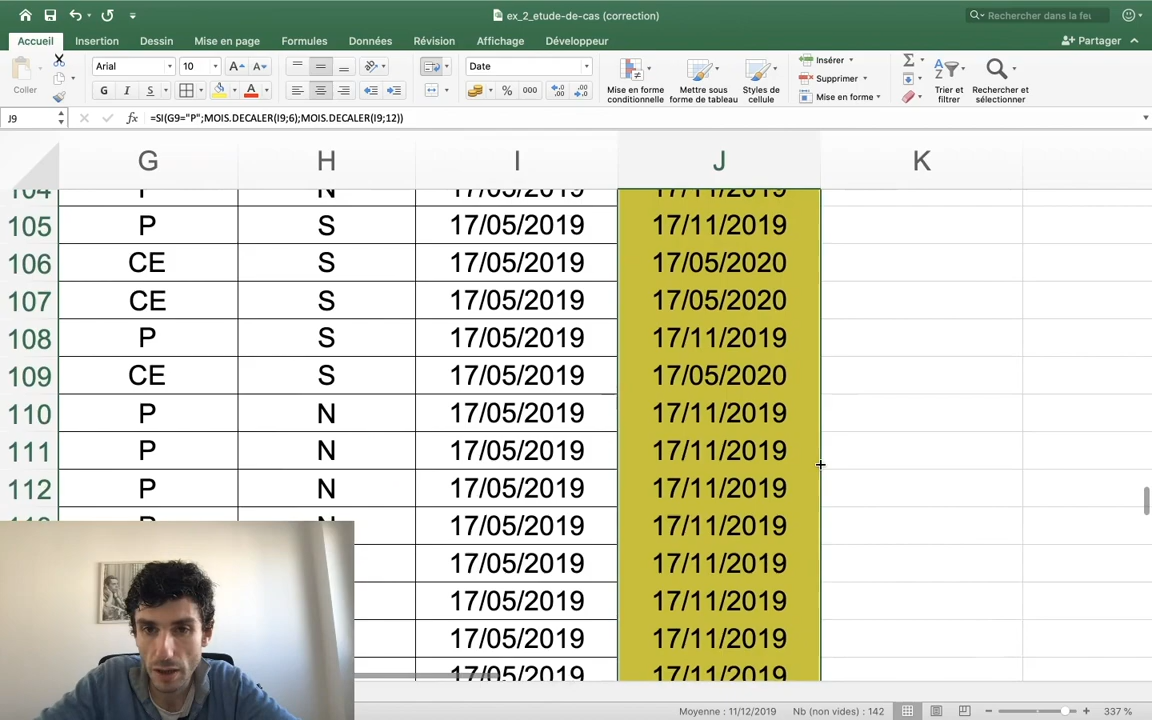 ex_2_etude-de-cas (correction)
Rechercher dans la feu
Accueil Insertion Dessin Mise en page Formules Données Révision Affichage Développeur
Partager
Coller
Arial 10 A A
G I S A
Date
% 000
Mise en forme conditionnelle
Mettre sous forme de tableau
Styles de cellule
Insérer
Supprimer
Mise en forme
Trier et filtrer
Rechercher et sélectionner
J9 fx =SI(G9="P";MOIS.DECALER(I9;6);MOIS.DECALER(I9;12))
G H I J K
104 P N 17/05/2019 17/11/2019
105 P S 17/05/2019 17/11/2019
106 CE S 17/05/2019 17/05/2020
107 CE S 17/05/2019 17/05/2020
108 P S 17/05/2019 17/11/2019
109 CE S 17/05/2019 17/05/2020
110 P N 17/05/2019 17/11/2019
111 P N 17/05/2019 17/11/2019
112 P N 17/05/2019 17/11/2019
17/05/2019 17/11/2019
17/05/2019 17/11/2019
17/05/2019 17/11/2019
17/05/2019 17/11/2019
17/05/2019 17/11/2019
Moyenne : 11/12/2019 Nb (non vides) : 142 337 %